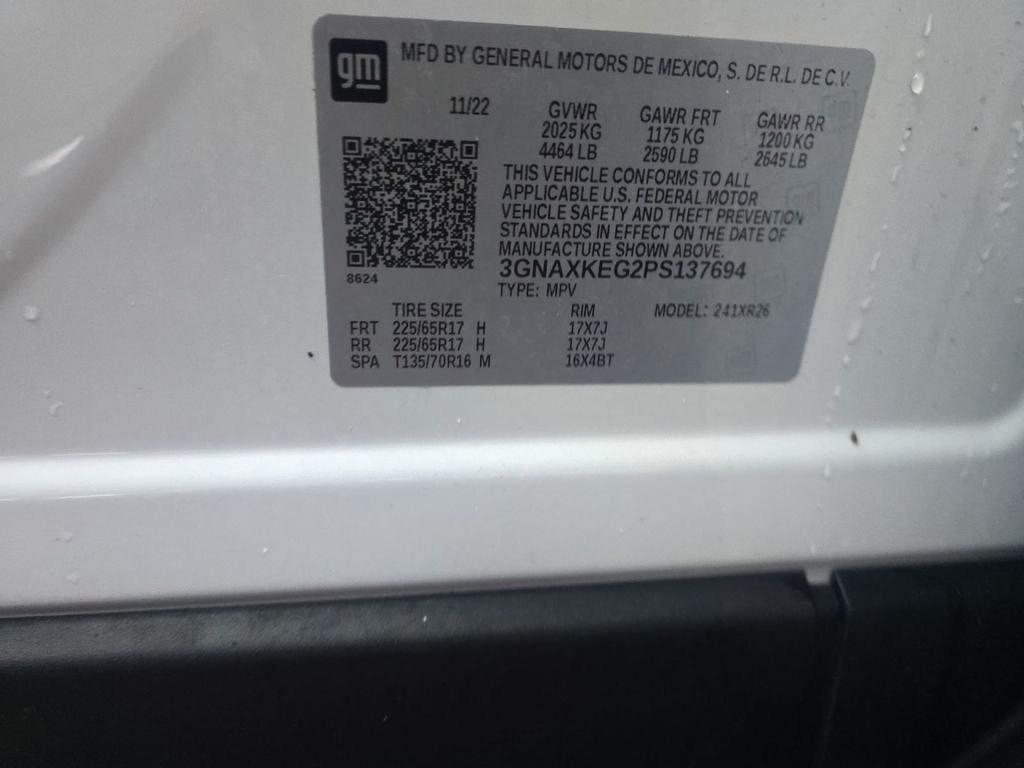 gm MFD BY GENERAL MOTORS DE MEXICO, S. DE R.L. DE C.V.
11/22 GVWR GAWR FRT GAWR RR
2025 KG 1175 KG 1200 KG
4464 LB 2590 LB 2645 LB
THIS VEHICLE CONFORMS TO ALL
APPLICABLE U.S. FEDERAL MOTOR
VEHICLE SAFETY AND THEFT PREVENTION
STANDARDS IN EFFECT ON THE DATE OF
MANUFACTURE SHOWN ABOVE.
3GNAXKEG2PS137694
8624
TYPE: MPV
TIRE SIZE RIM MODEL: 241XR26
FRT 225/65R17 H 17X7J
RR 225/65R17 H 17X7J
SPA T135/70R16 M 16X4BT